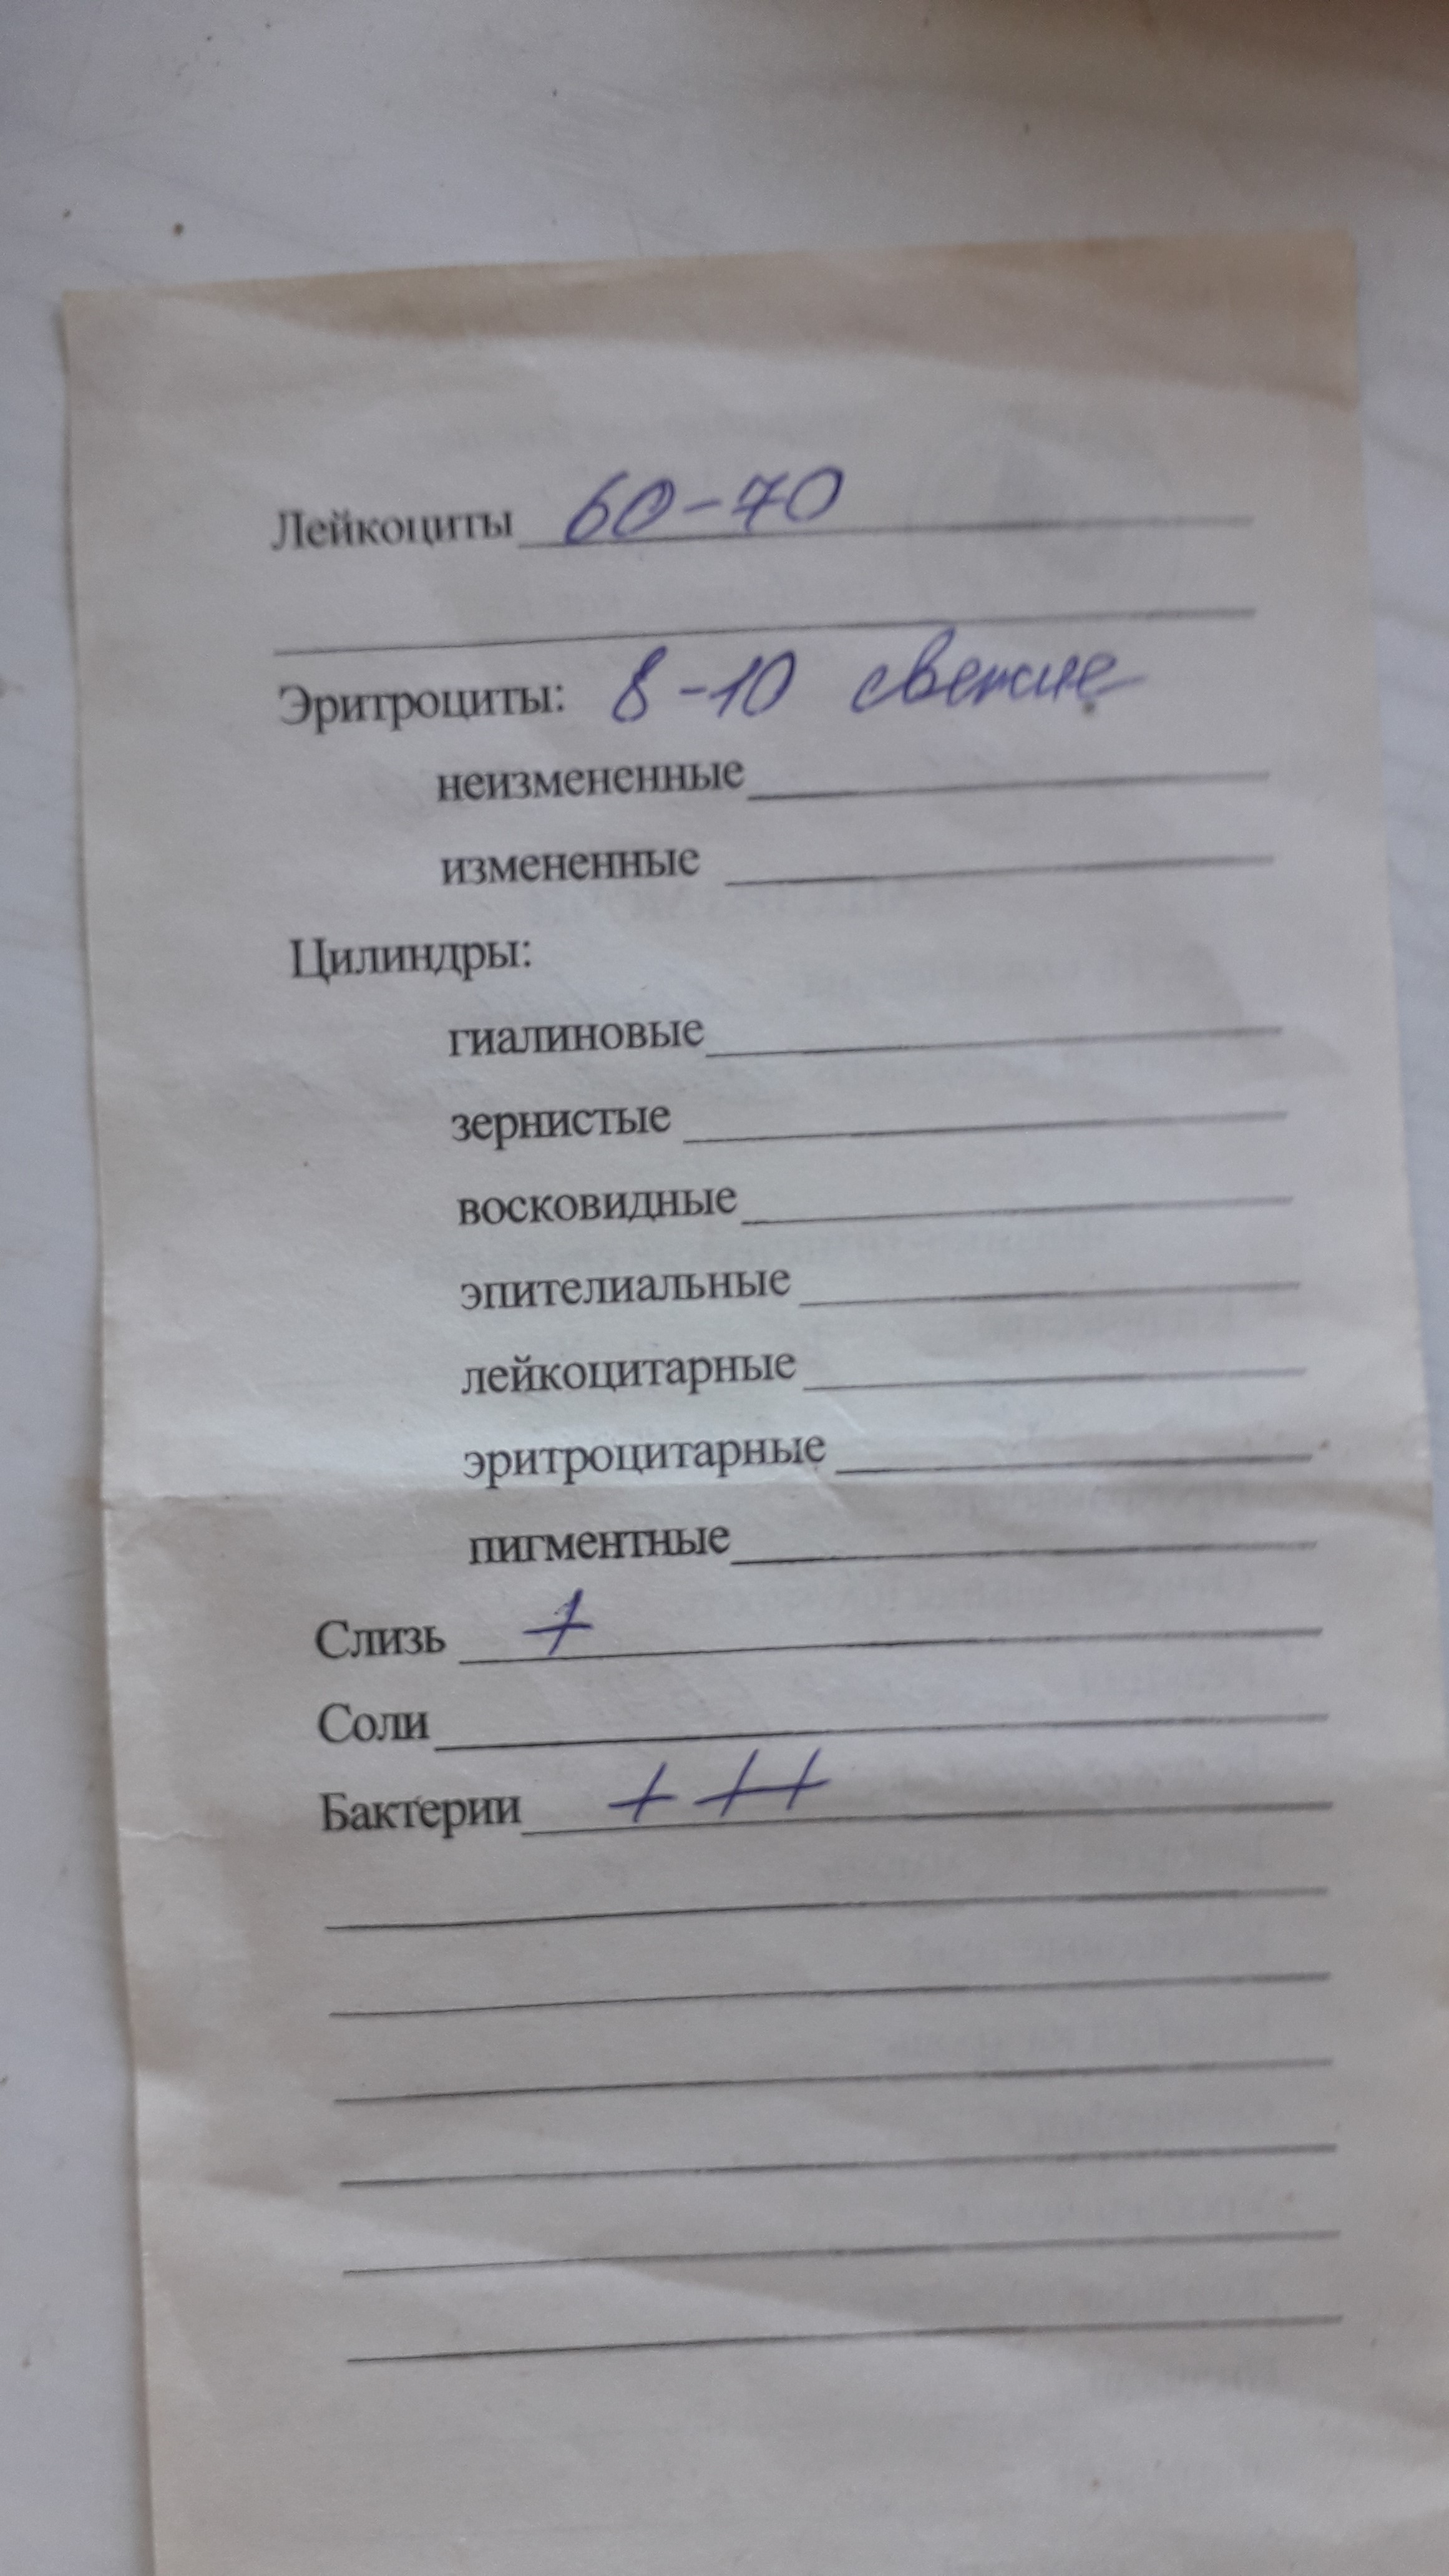 Лейкоциты 60-70
Эритроциты: 8-10 свежие
неизмененные
измененные
Цилиндры:
гиалиновые
зернистые
восковидные
эпителиальные
лейкоцитарные
эритроцитарные
пигментные
Слизь +
Соли
Бактерии +++